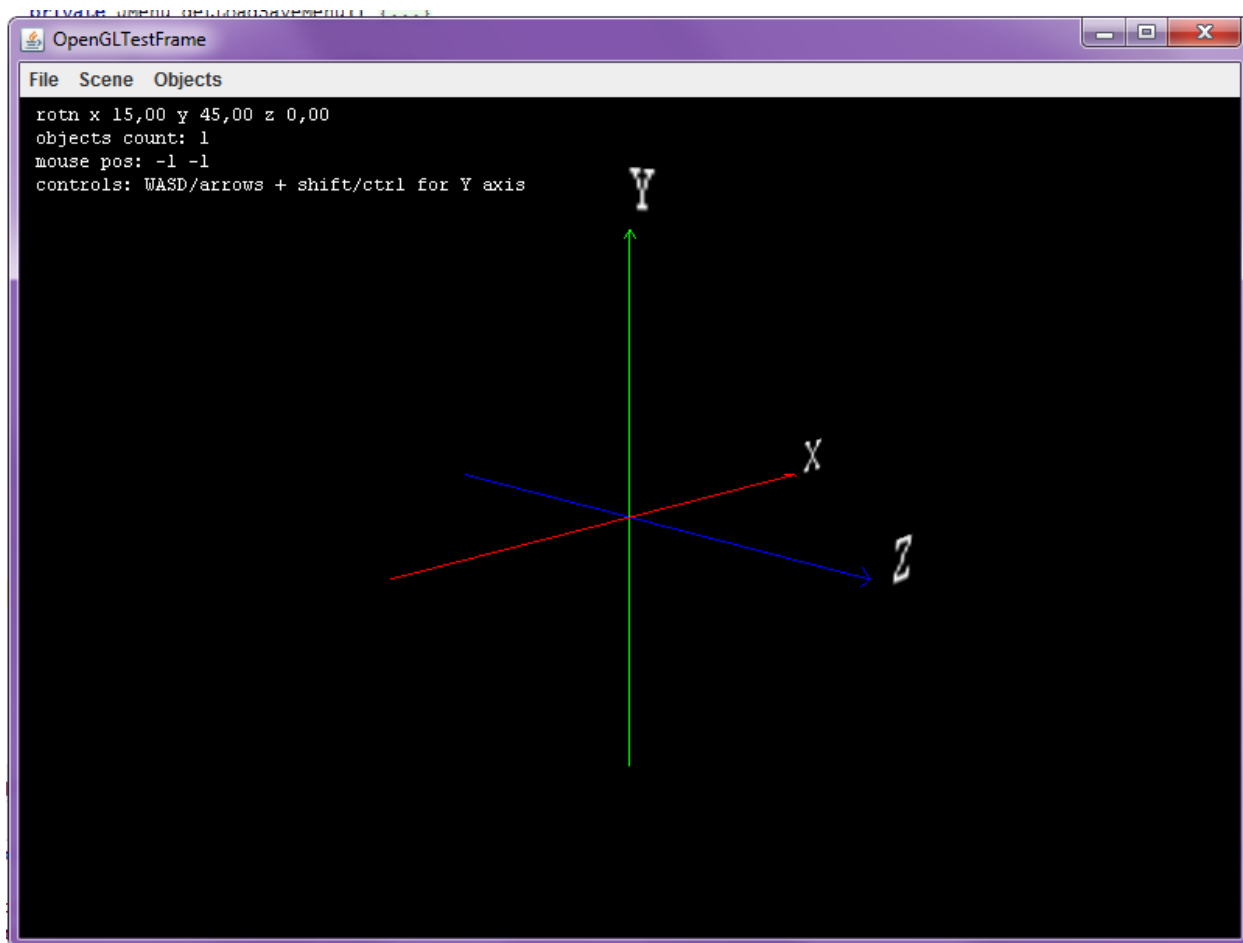 OpenGLTestFrame
File Scene Objects
rotn x 15,00 y 45,00 z 0,00
objects count: 1
mouse pos: -1 -1
controls: WASD/arrows + shift/ctrl for Y axis
Y
X
Z